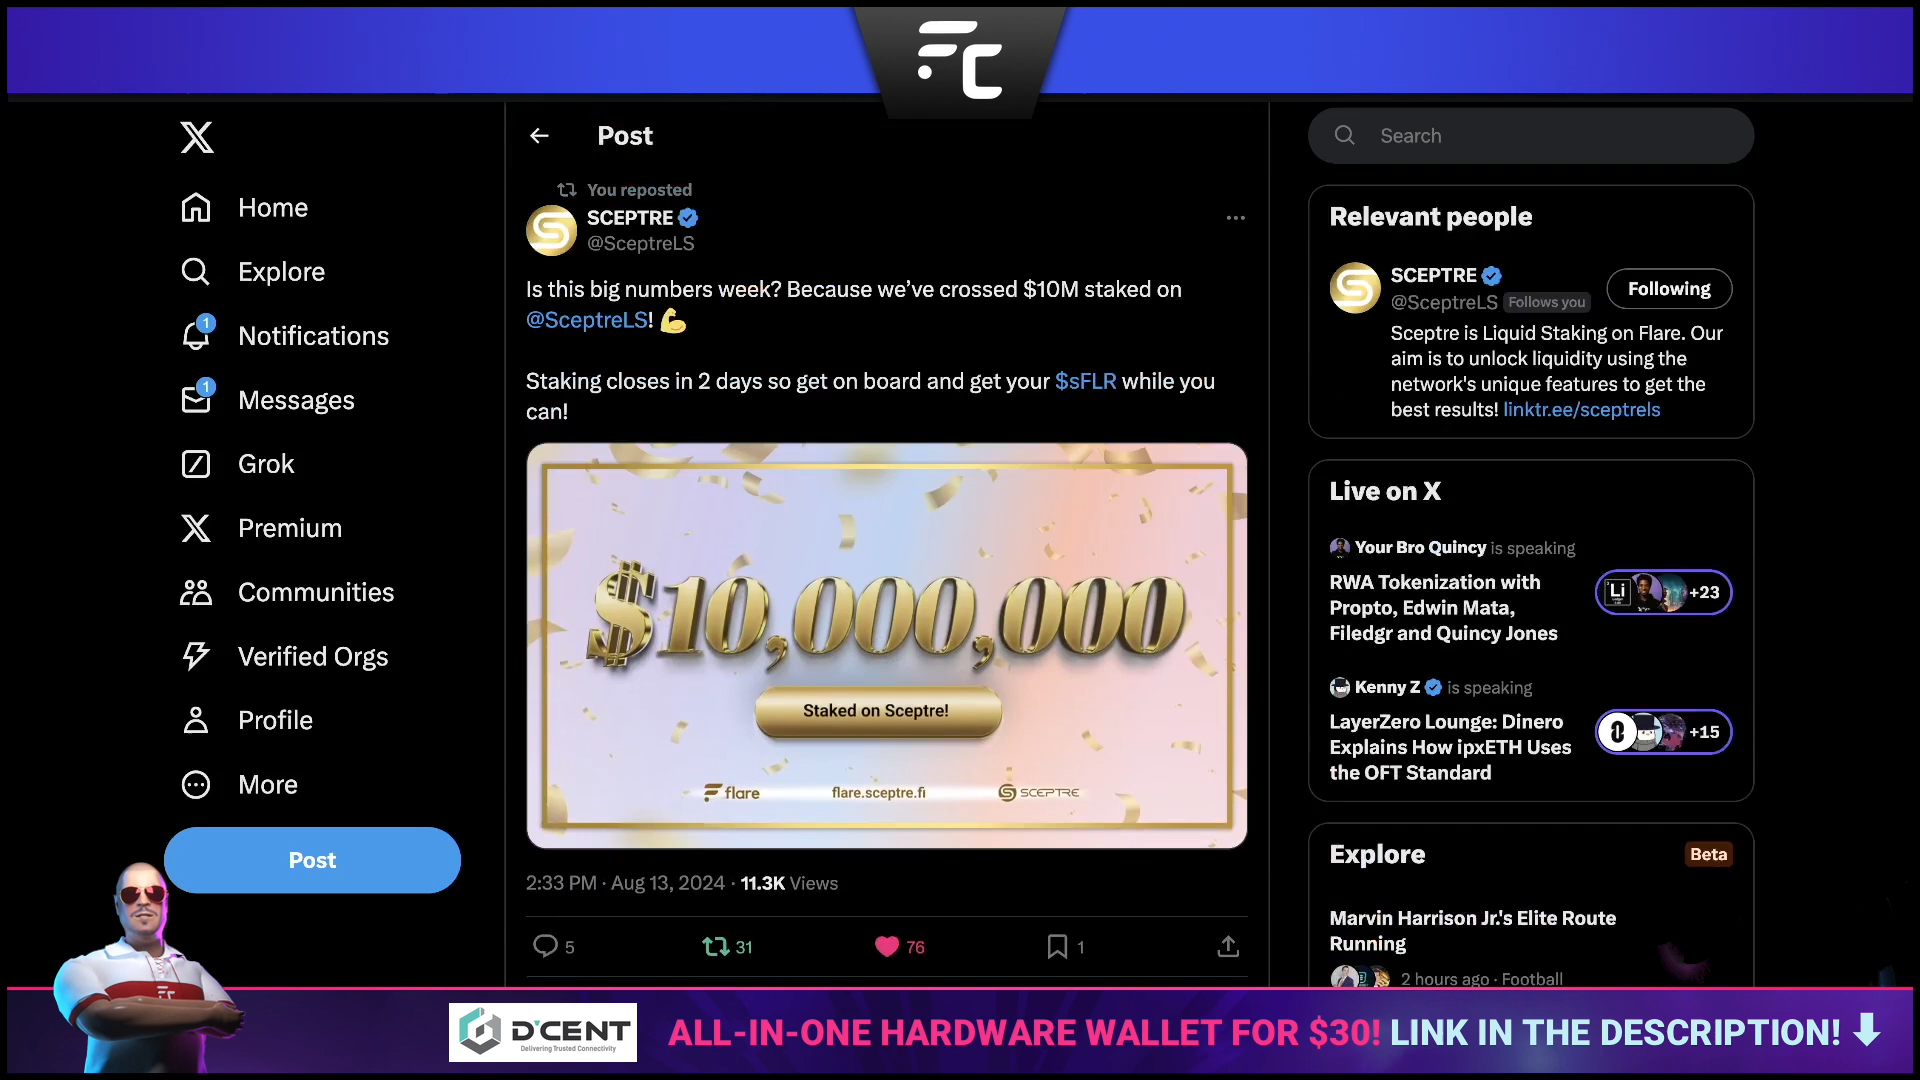 FC
Home
Explore
1
Notifications
1
Messages
Grok
Premium
Communities
Verified Orgs
Profile
More
Post
Post
You reposted
SCEPTRE
@SceptreLS
Is this big numbers week? Because we've crossed $10M staked on
@SceptreLS! 💪
Staking closes in 2 days so get on board and get your $sFLR while you
can!
$10,000,000
Staked on Sceptre!
flare
flare.sceptre.fi
SCEPTRE
2:33 PM · Aug 13, 2024 · 11.3K Views
5
31
76
1
Search
Relevant people
SCEPTRE
@SceptreLS Follows you
Following
Sceptre is Liquid Staking on Flare. Our
aim is to unlock liquidity using the
network's unique features to get the
best results! linktr.ee/sceptrels
Live on X
Your Bro Quincy is speaking
RWA Tokenization with
Propto, Edwin Mata,
Filedgr and Quincy Jones
Li
+23
Kenny Z is speaking
LayerZero Lounge: Dinero
Explains How ipxETH Uses
the OFT Standard
+15
Explore
Beta
Marvin Harrison Jr.'s Elite Route
Running
2 hours ago · Football
D'CENT
Delivering Trusted Connectivity
ALL-IN-ONE HARDWARE WALLET FOR $30! LINK IN THE DESCRIPTION!